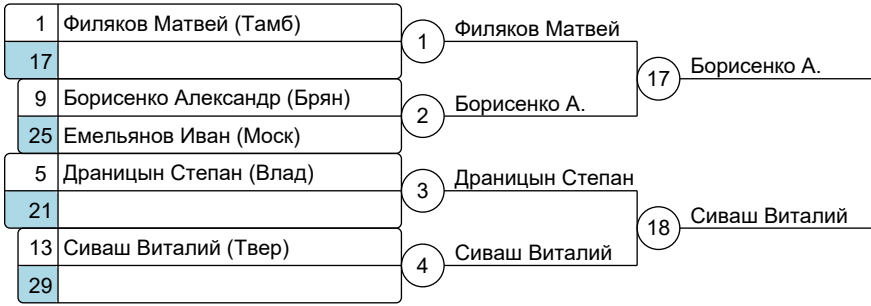 1 Филяков Матвей (Тамб)
17
9 Борисенко Александр (Брян)
25 Емельянов Иван (Моск)
5 Драницын Степан (Влад)
21
13 Сиваш Виталий (Твер)
29
1 Филяков Матвей
2 Борисенко А.
3 Драницын Степан
4 Сиваш Виталий
17 Борисенко А.
18 Сиваш Виталий